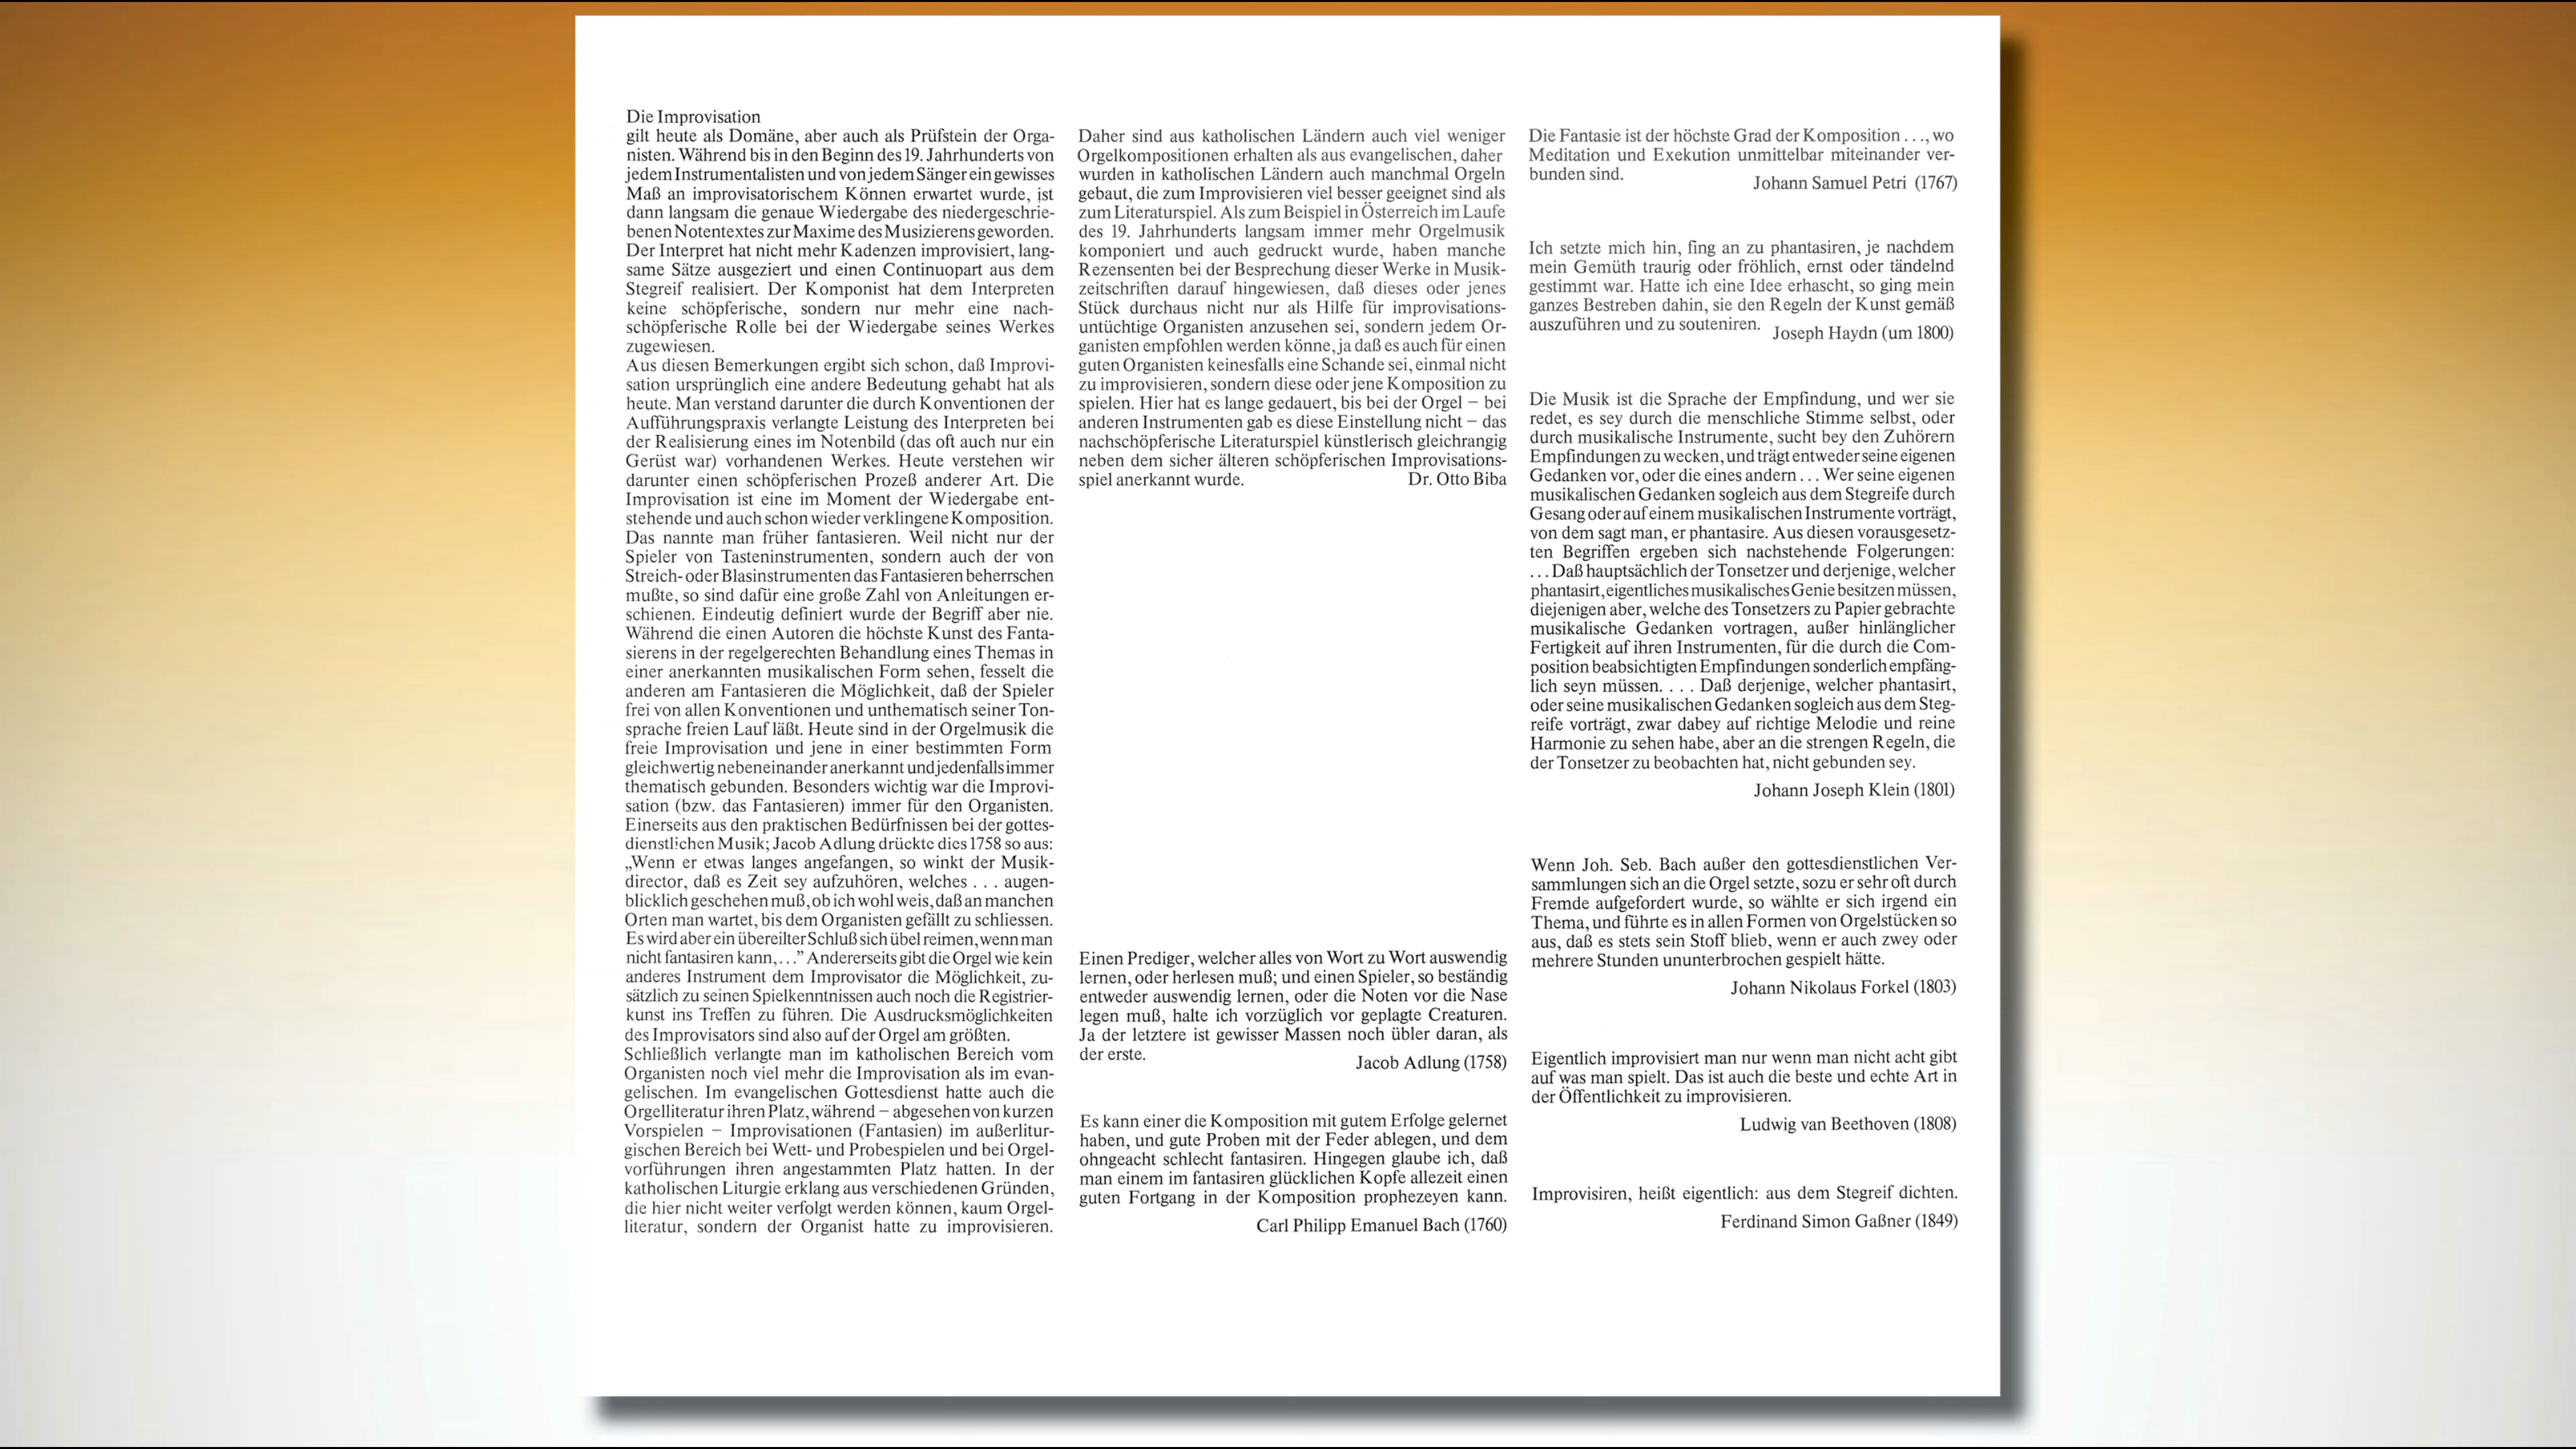 Die Improvisation
gilt heute als Domäne, aber auch als Prüfstein der Orga-
nisten. Während bis in den Beginn des 19. Jahrhunderts von
jedem Instrumentalisten und von jedem Sänger ein gewisses
Maß an improvisatorischem Können erwartet wurde, ist
dann langsam die genaue Wiedergabe des niedergeschrie-
benen Notentextes zur Maxime des Musizierens geworden.
Der Interpret hat nicht mehr Kadenzen improvisiert, lang-
same Sätze ausgeziert und einen Continuopart aus dem
Stegreif realisiert. Der Komponist hat dem Interpreten
keine schöpferische, sondern nur mehr eine nach-
schöpferische Rolle bei der Wiedergabe seines Werkes
zugewiesen.
Aus diesen Bemerkungen ergibt sich schon, daß Improvi-
sation ursprünglich eine andere Bedeutung gehabt hat als
heute. Man verstand darunter die durch Konventionen der
Aufführungspraxis verlangte Leistung des Interpreten bei
der Realisierung eines im Notenbild (das oft auch nur ein
Gerüst war) vorhandenen Werkes. Heute verstehen wir
darunter einen schöpferischen Prozeß anderer Art. Die
Improvisation ist eine im Moment der Wiedergabe ent-
stehende und auch schon wieder verklingene Komposition.
Das nannte man früher fantasieren. Weil nicht nur der
Spieler von Tasteninstrumenten, sondern auch der von
Streich- oder Blasinstrumenten das Fantasieren beherrschen
mußte, so sind dafür eine große Zahl von Anleitungen er-
schienen. Eindeutig definiert wurde der Begriff aber nie.
Während die einen Autoren die höchste Kunst des Fanta-
sierens in der regelgerechten Behandlung eines Themas in
einer anerkannten musikalischen Form sehen, fesselt die
anderen am Fantasieren die Möglichkeit, daß der Spieler
frei von allen Konventionen und unthematisch seiner Ton-
sprache freien Lauf läßt. Heute sind in der Orgelmusik die
freie Improvisation und jene in einer bestimmten Form
gleichwertig nebeneinander anerkannt und jedenfalls immer
thematisch gebunden. Besonders wichtig war die Improvi-
sation (bzw. das Fantasieren) immer für den Organisten.
Einerseits aus den praktischen Bedürfnissen bei der gottes-
dienstlichen Musik; Jacob Adlung drückte dies 1758 so aus:
„Wenn er etwas langes angefangen, so winkt der Musik-
director, daß es Zeit sey aufzuhören, welches . . . augen-
blicklich geschehen muß, ob ich wohl weis, daß an manchen
Orten man wartet, bis dem Organisten gefällt zu schliessen.
Es wird aber ein übereilter Schluß sich übel reimen, wenn man
nicht fantasiren kann, . . .” Andererseits gibt die Orgel wie kein
anderes Instrument dem Improvisator die Möglichkeit, zu-
sätzlich zu seinen Spielkenntnissen auch noch die Registrier-
kunst ins Treffen zu führen. Die Ausdrucksmöglichkeiten
des Improvisators sind also auf der Orgel am größten.
Schließlich verlangte man im katholischen Bereich vom
Organisten noch viel mehr die Improvisation als im evan-
gelischen. Im evangelischen Gottesdienst hatte auch die
Orgelliteratur ihren Platz, während – abgesehen von kurzen
Vorspielen – Improvisationen (Fantasien) im außerlitur-
gischen Bereich bei Wett- und Probespielen und bei Orgel-
vorführungen ihren angestammten Platz hatten. In der
katholischen Liturgie erklang aus verschiedenen Gründen,
die hier nicht weiter verfolgt werden können, kaum Orgel-
literatur, sondern der Organist hatte zu improvisieren.
Daher sind aus katholischen Ländern auch viel weniger
Orgelkompositionen erhalten als aus evangelischen, daher
wurden in katholischen Ländern auch manchmal Orgeln
gebaut, die zum Improvisieren viel besser geeignet sind als
zum Literaturspiel. Als zum Beispiel in Österreich im Laufe
des 19. Jahrhunderts langsam immer mehr Orgelmusik
komponiert und auch gedruckt wurde, haben manche
Rezensenten bei der Besprechung dieser Werke in Musik-
zeitschriften darauf hingewiesen, daß dieses oder jenes
Stück durchaus nicht nur als Hilfe für improvisations-
untüchtige Organisten anzusehen sei, sondern jedem Or-
ganisten empfohlen werden könne, ja daß es auch für einen
guten Organisten keinesfalls eine Schande sei, einmal nicht
zu improvisieren, sondern diese oder jene Komposition zu
spielen. Hier hat es lange gedauert, bis bei der Orgel – bei
anderen Instrumenten gab es diese Einstellung nicht – das
nachschöpferische Literaturspiel künstlerisch gleichrangig
neben dem sicher älteren schöpferischen Improvisations-
spiel anerkannt wurde. Dr. Otto Biba
Einen Prediger, welcher alles von Wort zu Wort auswendig
lernen, oder herlesen muß; und einen Spieler, so beständig
entweder auswendig lernen, oder die Noten vor die Nase
legen muß, halte ich vorzüglich vor geplagte Creaturen.
Ja der letztere ist gewisser Massen noch übler daran, als
der erste.
Jacob Adlung (1758)
Es kann einer die Komposition mit gutem Erfolge gelernet
haben, und gute Proben mit der Feder ablegen, und dem
ohngeacht schlecht fantasiren. Hingegen glaube ich, daß
man einem im fantasiren glücklichen Kopfe allezeit einen
guten Fortgang in der Komposition prophezeyen kann.
Carl Philipp Emanuel Bach (1760)
Die Fantasie ist der höchste Grad der Komposition . . ., wo
Meditation und Exekution unmittelbar miteinander ver-
bunden sind.
Johann Samuel Petri (1767)
Ich setzte mich hin, fing an zu phantasiren, je nachdem
mein Gemüth traurig oder fröhlich, ernst oder tändelnd
gestimmt war. Hatte ich eine Idee erhascht, so ging mein
ganzes Bestreben dahin, sie den Regeln der Kunst gemäß
auszuführen und zu souteniren.
Joseph Haydn (um 1800)
Die Musik ist die Sprache der Empfindung, und wer sie
redet, es sey durch die menschliche Stimme selbst, oder
durch musikalische Instrumente, sucht bey den Zuhörern
Empfindungen zu wecken, und trägt entweder seine eigenen
Gedanken vor, oder die eines andern . . . Wer seine eigenen
musikalischen Gedanken sogleich aus dem Stegreife durch
Gesang oder auf einem musikalischen Instrumente vorträgt,
von dem sagt man, er phantasire. Aus diesen vorausgesetz-
ten Begriffen ergeben sich nachstehende Folgerungen:
. . . Daß hauptsächlich der Tonsetzer und derjenige, welcher
phantasirt, eigentliches musikalisches Genie besitzen müssen,
diejenigen aber, welche des Tonsetzers zu Papier gebrachte
musikalische Gedanken vortragen, außer hinlänglicher
Fertigkeit auf ihren Instrumenten, für die durch die Com-
position beabsichtigten Empfindungen sonderlich empfäng-
lich seyn müssen. . . . Daß derjenige, welcher phantasirt,
oder seine musikalischen Gedanken sogleich aus dem Steg-
reife vorträgt, zwar dabey auf richtige Melodie und reine
Harmonie zu sehen habe, aber an die strengen Regeln, die
der Tonsetzer zu beobachten hat, nicht gebunden sey.
Johann Joseph Klein (1801)
Wenn Joh. Seb. Bach außer den gottesdienstlichen Ver-
sammlungen sich an die Orgel setzte, sozu er sehr oft durch
Fremde aufgefordert wurde, so wählte er sich irgend ein
Thema, und führte es in allen Formen von Orgelstücken so
aus, daß es stets sein Stoff blieb, wenn er auch zwey oder
mehrere Stunden ununterbrochen gespielt hätte.
Johann Nikolaus Forkel (1803)
Eigentlich improvisiert man nur wenn man nicht acht gibt
auf was man spielt. Das ist auch die beste und echte Art in
der Öffentlichkeit zu improvisieren.
Ludwig van Beethoven (1808)
Improvisiren, heißt eigentlich: aus dem Stegreif dichten.
Ferdinand Simon Gaßner (1849)